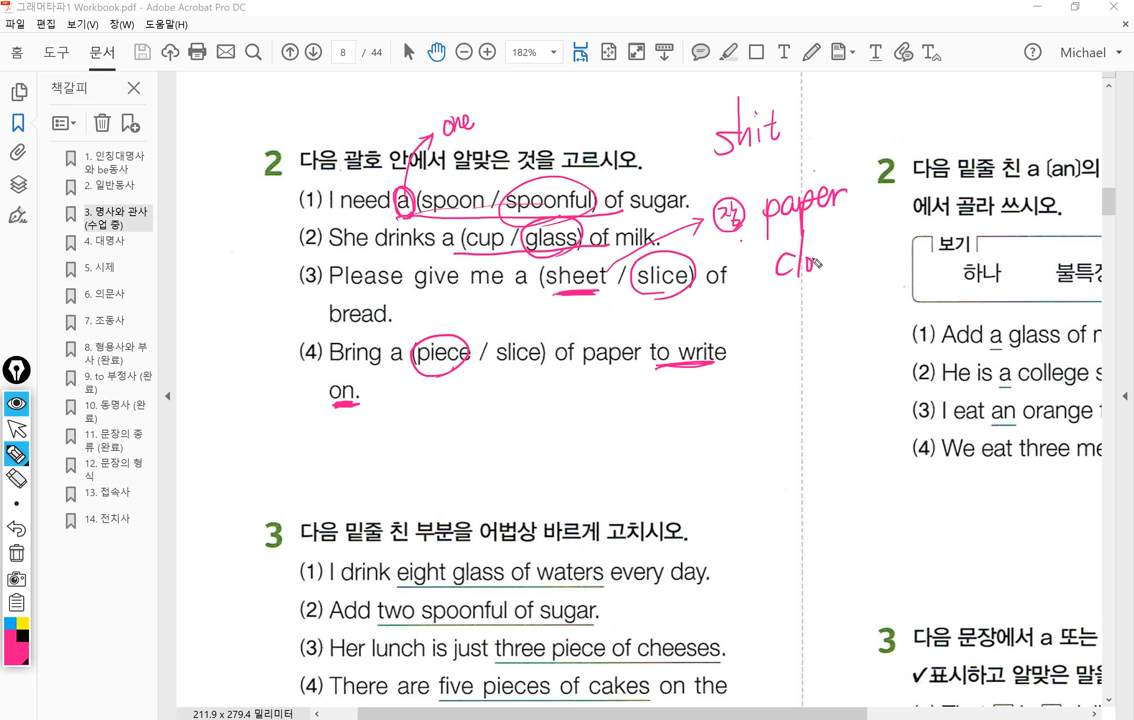 그래머타파1 Workbook.pdf - Adobe Acrobat Pro DC
파일 편집 보기(V) 창(W) 도움말(H)
홈 도구 문서 8 / 44 182% Michael
책갈피
1. 인칭대명사
와 be동사
2. 일반동사
3. 명사와 관사
(수업 중)
4. 대명사
5. 시제
6. 의문사
7. 조동사
8. 형용사와 부
사 (완료)
9. to 부정사 (완
료)
10. 동명사 (완
료)
11. 문장의 종
류 (완료)
12. 문장의 형
식
13. 접속사
14. 전치사
one
shit
2 다음 괄호 안에서 알맞은 것을 고르시오.
(1) I need a (spoon / spoonful) of sugar.
(2) She drinks a (cup / glass) of milk.
(3) Please give me a (sheet / slice) of
bread.
(4) Bring a (piece / slice) of paper to write
on.
장 paper
clo
3 다음 밑줄 친 부분을 어법상 바르게 고치시오.
(1) I drink eight glass of waters every day.
(2) Add two spoonful of sugar.
(3) Her lunch is just three piece of cheeses.
(4) There are five pieces of cakes on the
2 다음 밑줄 친 a (an)의
에서 골라 쓰시오.
보기
하나 불특정
(1) Add a glass of
(2) He is a college
(3) I eat an orange
(4) We eat three me
3 다음 문장에서 a 또는
✓표시하고 알맞은 말을
211.9 x 279.4 밀리미터